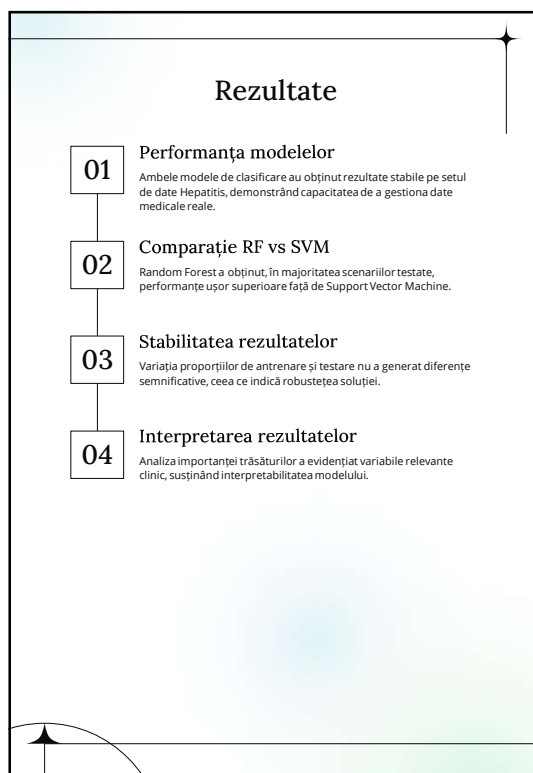 Rezultate
01
Performanța modelelor
Ambele modele de clasificare au obținut rezultate stabile pe setul
de date Hepatitis, demonstrând capacitatea de a gestiona date
medicale reale.
02
Comparație RF vs SVM
Random Forest a obținut, în majoritatea scenariilor testate,
performanțe ușor superioare față de Support Vector Machine.
03
Stabilitatea rezultatelor
Variația proporțiilor de antrenare și testare nu a generat diferențe
semnificative, ceea ce indică robustețea soluției.
04
Interpretarea rezultatelor
Analiza importanței trăsăturilor a evidențiat variabile relevante
clinic, susținând interpretabilitatea modelului.